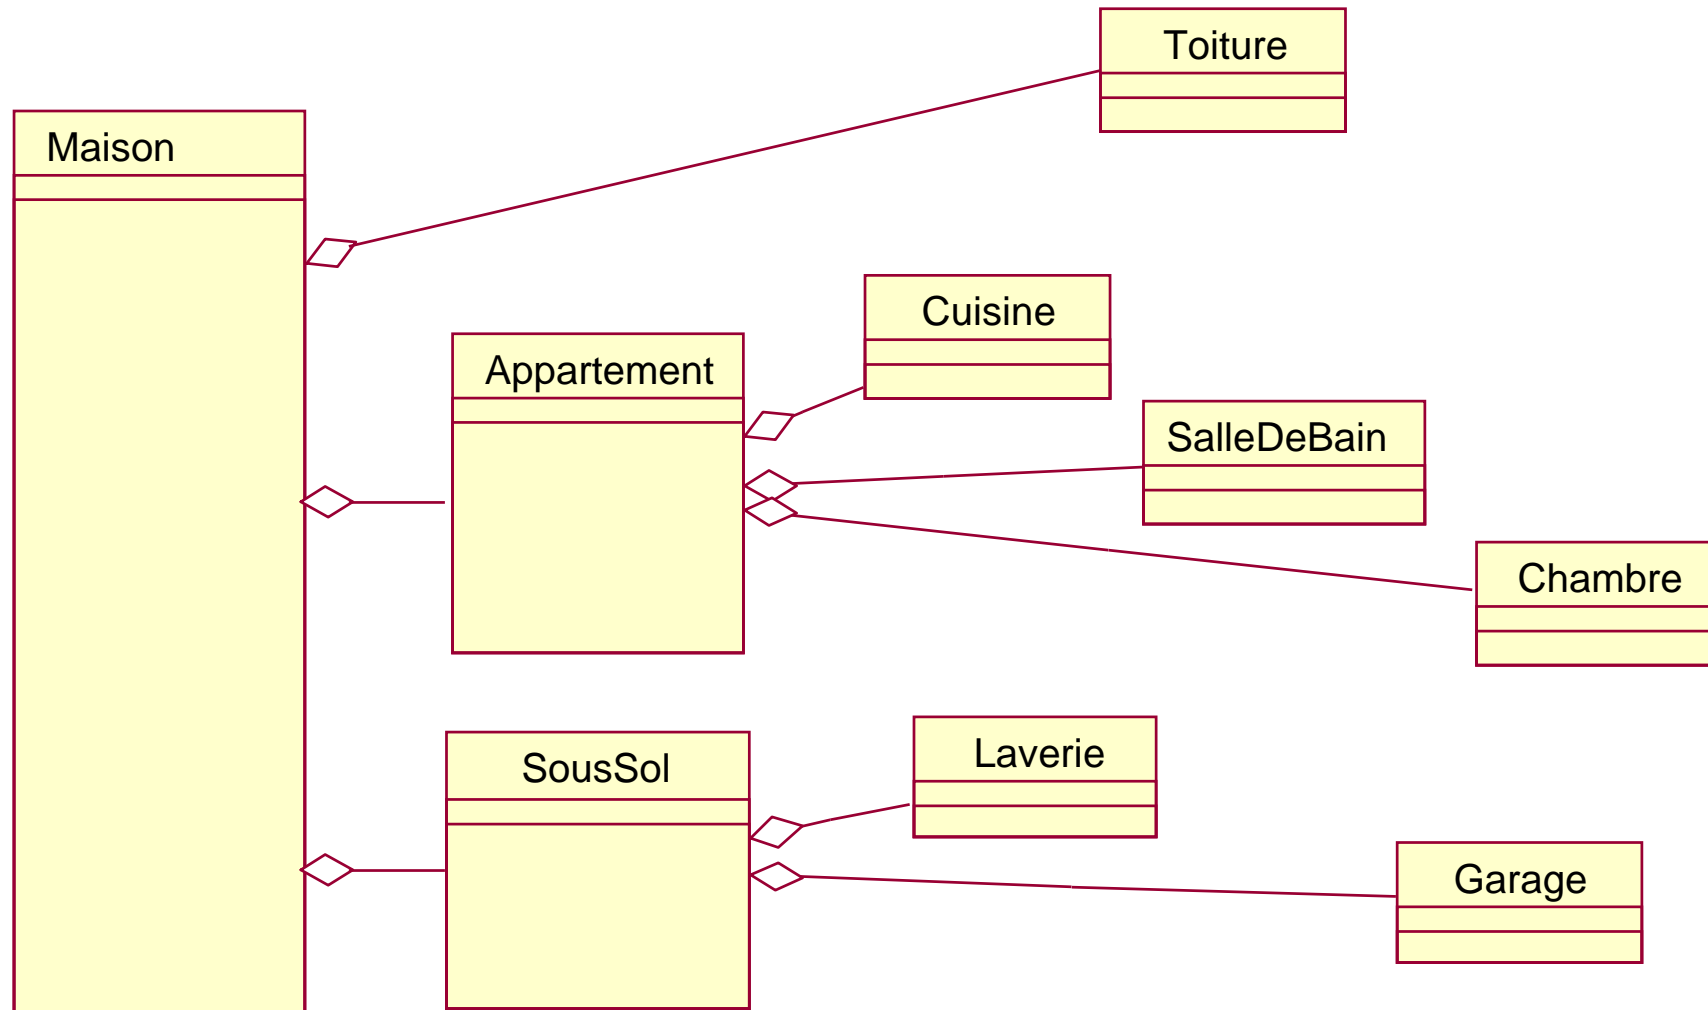 Toiture
Maison
Cuisine
Appartement
SalleDeBain
Chambre
SousSol
Laverie
Garage